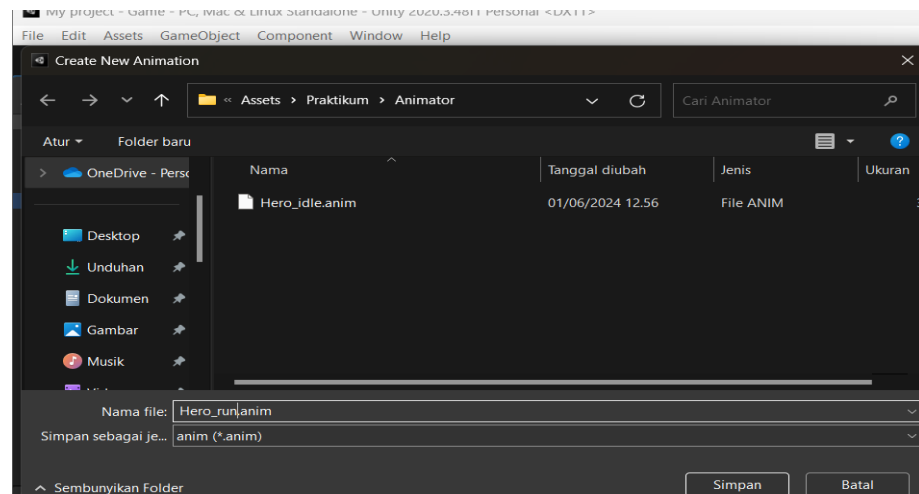 My project - Game - PC, Mac & Linux Standalone - Unity 2020.3.48f1 Personal <DX11>
File Edit Assets GameObject Component Window Help
Create New Animation
« Assets > Praktikum > Animator
Cari Animator
Atur Folder baru
OneDrive - Perso
Nama Tanggal diubah Jenis Ukuran
Hero_idle.anim 01/06/2024 12.56 File ANIM
Desktop
Unduhan
Dokumen
Gambar
Musik
Nama file: Hero_run.anim
Simpan sebagai je... anim (*.anim)
Sembunyikan Folder Simpan Batal